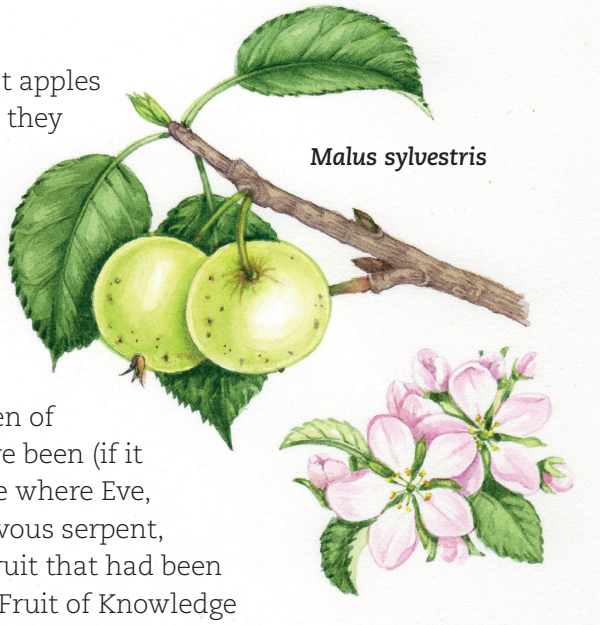 t apples
they
Malus sylvestris
en of
ve been (if it
e where Eve,
vous serpent,
ruit that had been
Fruit of Knowledge